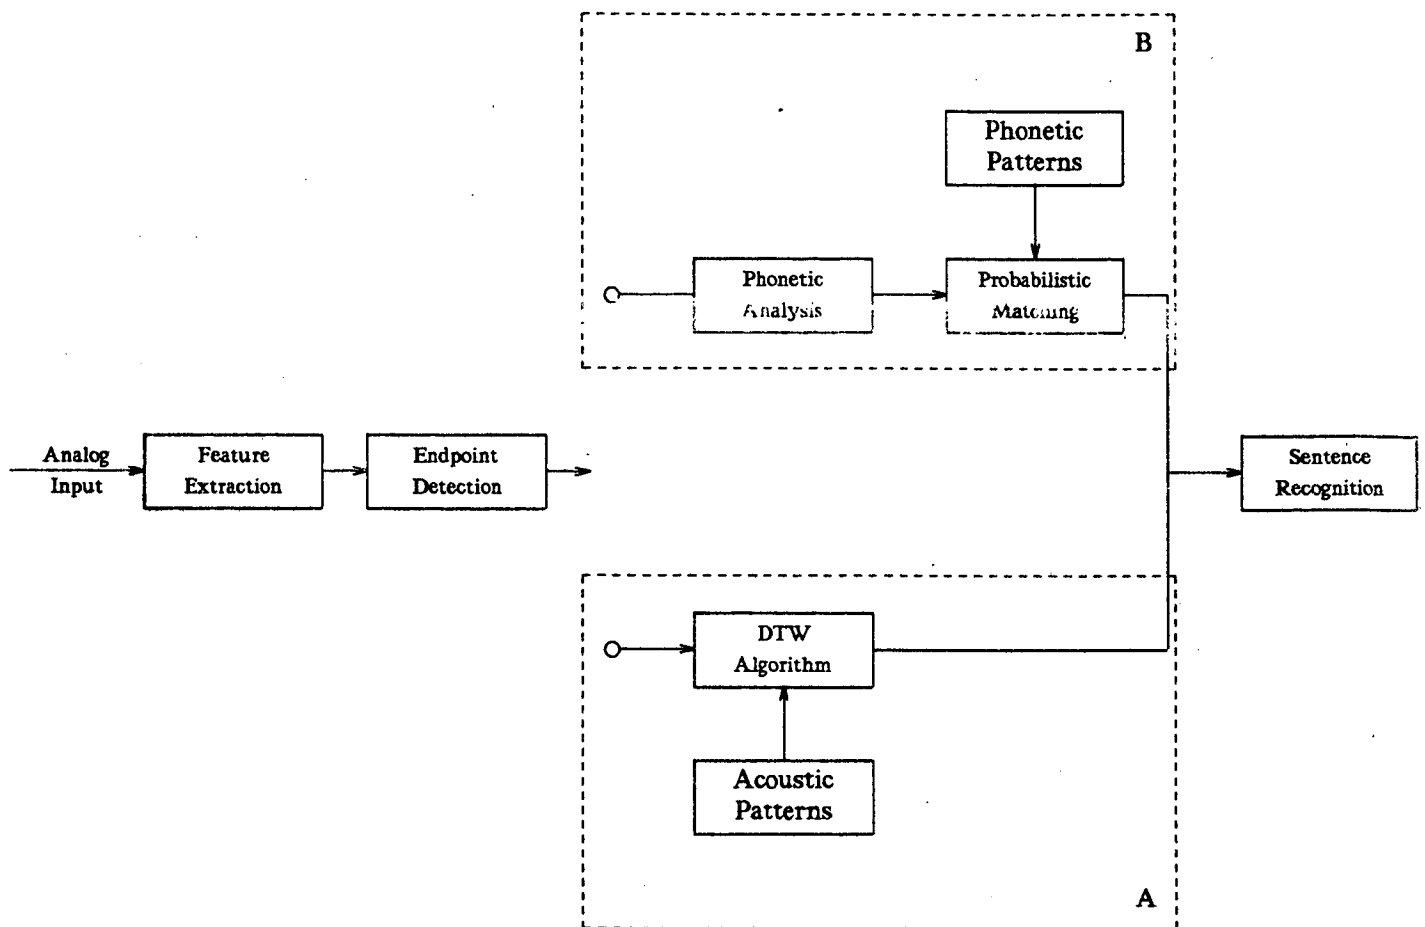 B
Phonetic
Patterns
Phonetic
Analysis
Probabilistic
Matching
Analog
Input
Feature
Extraction
Endpoint
Detection
Sentence
Recognition
DTW
Algorithm
Acoustic
Patterns
A